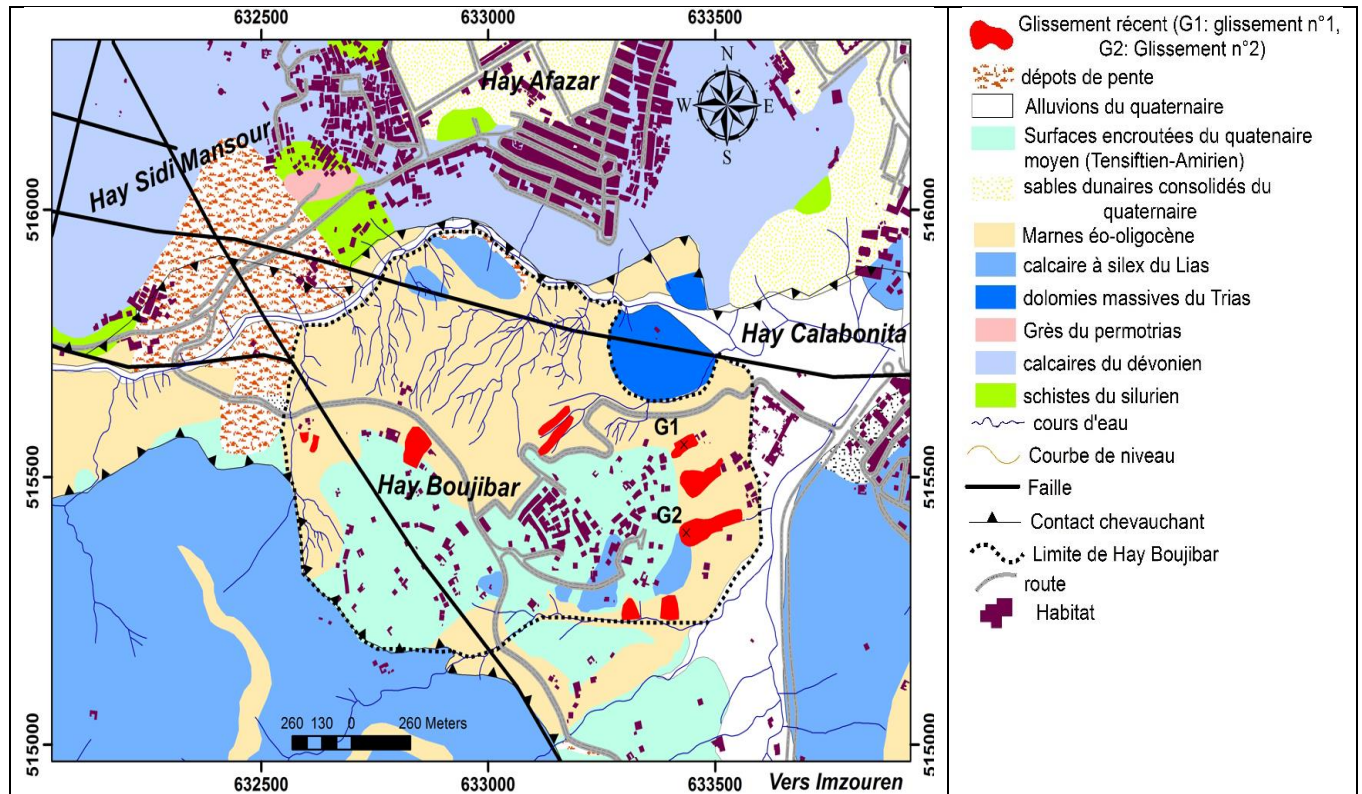 632500 633000 633500
516000
515500
515000
Hay Afazar
N
W E
S
Hay Sidi Mansour
516000
Hay Calabonita
G1
515500
Hay Boujibar
G2
260 130 0 260 Meters
515000
Vers Imzouren
632500 633000 633500
Glissement récent (G1: glissement n°1,
G2: Glissement n°2)
dépots de pente
Alluvions du quaternaire
Surfaces encroutées du quatenaire
moyen (Tensiftien-Amirien)
sables dunaires consolidés du
quaternaire
Marnes éo-oligocène
calcaire à silex du Lias
dolomies massives du Trias
Grès du permotrias
calcaires du dévonien
schistes du silurien
cours d'eau
Courbe de niveau
Faille
Contact chevauchant
Limite de Hay Boujibar
route
Habitat